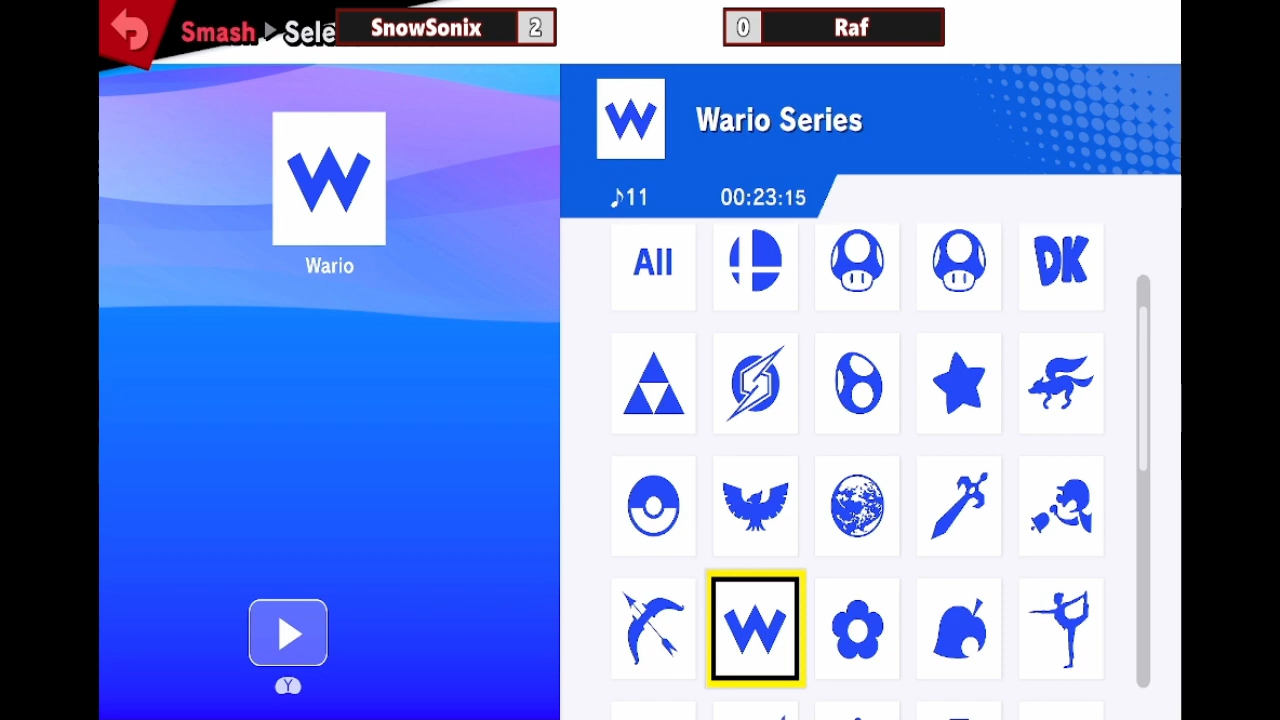 Smash ▶ Sele
SnowSonix 2
0 Raf
W
Wario Series
♪11 00:23:15
W
Wario
All
DK
W
Y